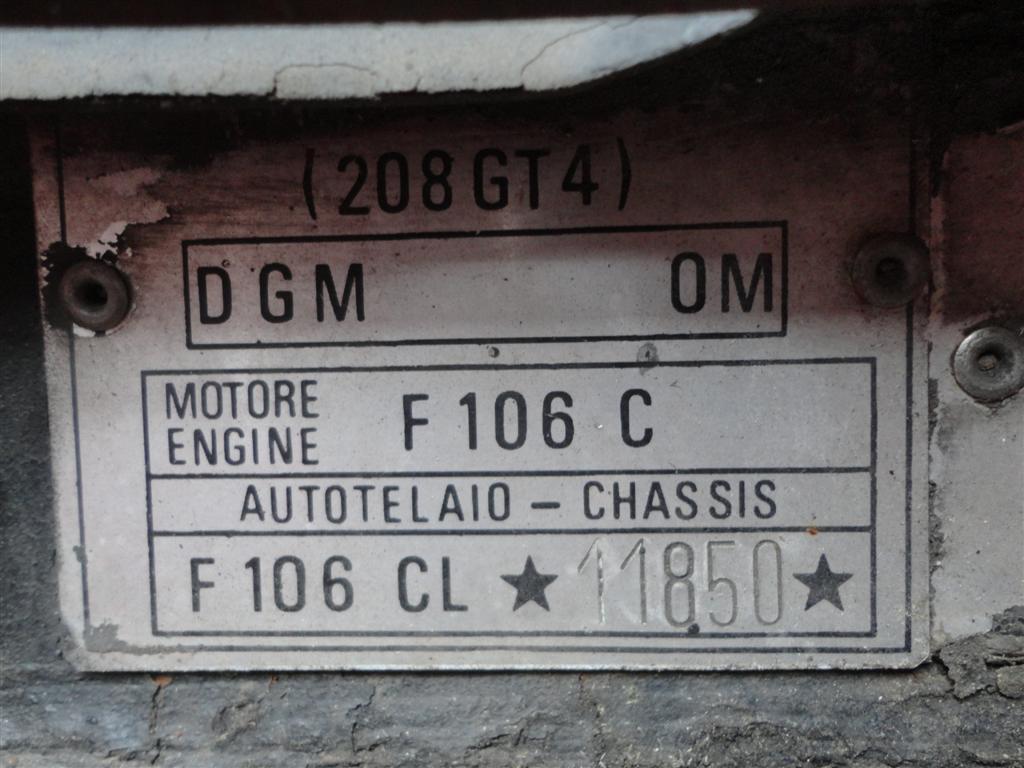 (208 GT4)
DGM OM
MOTORE
ENGINE F 106 C
AUTOTELAIO – CHASSIS
F 106 CL ★ 11850 ★